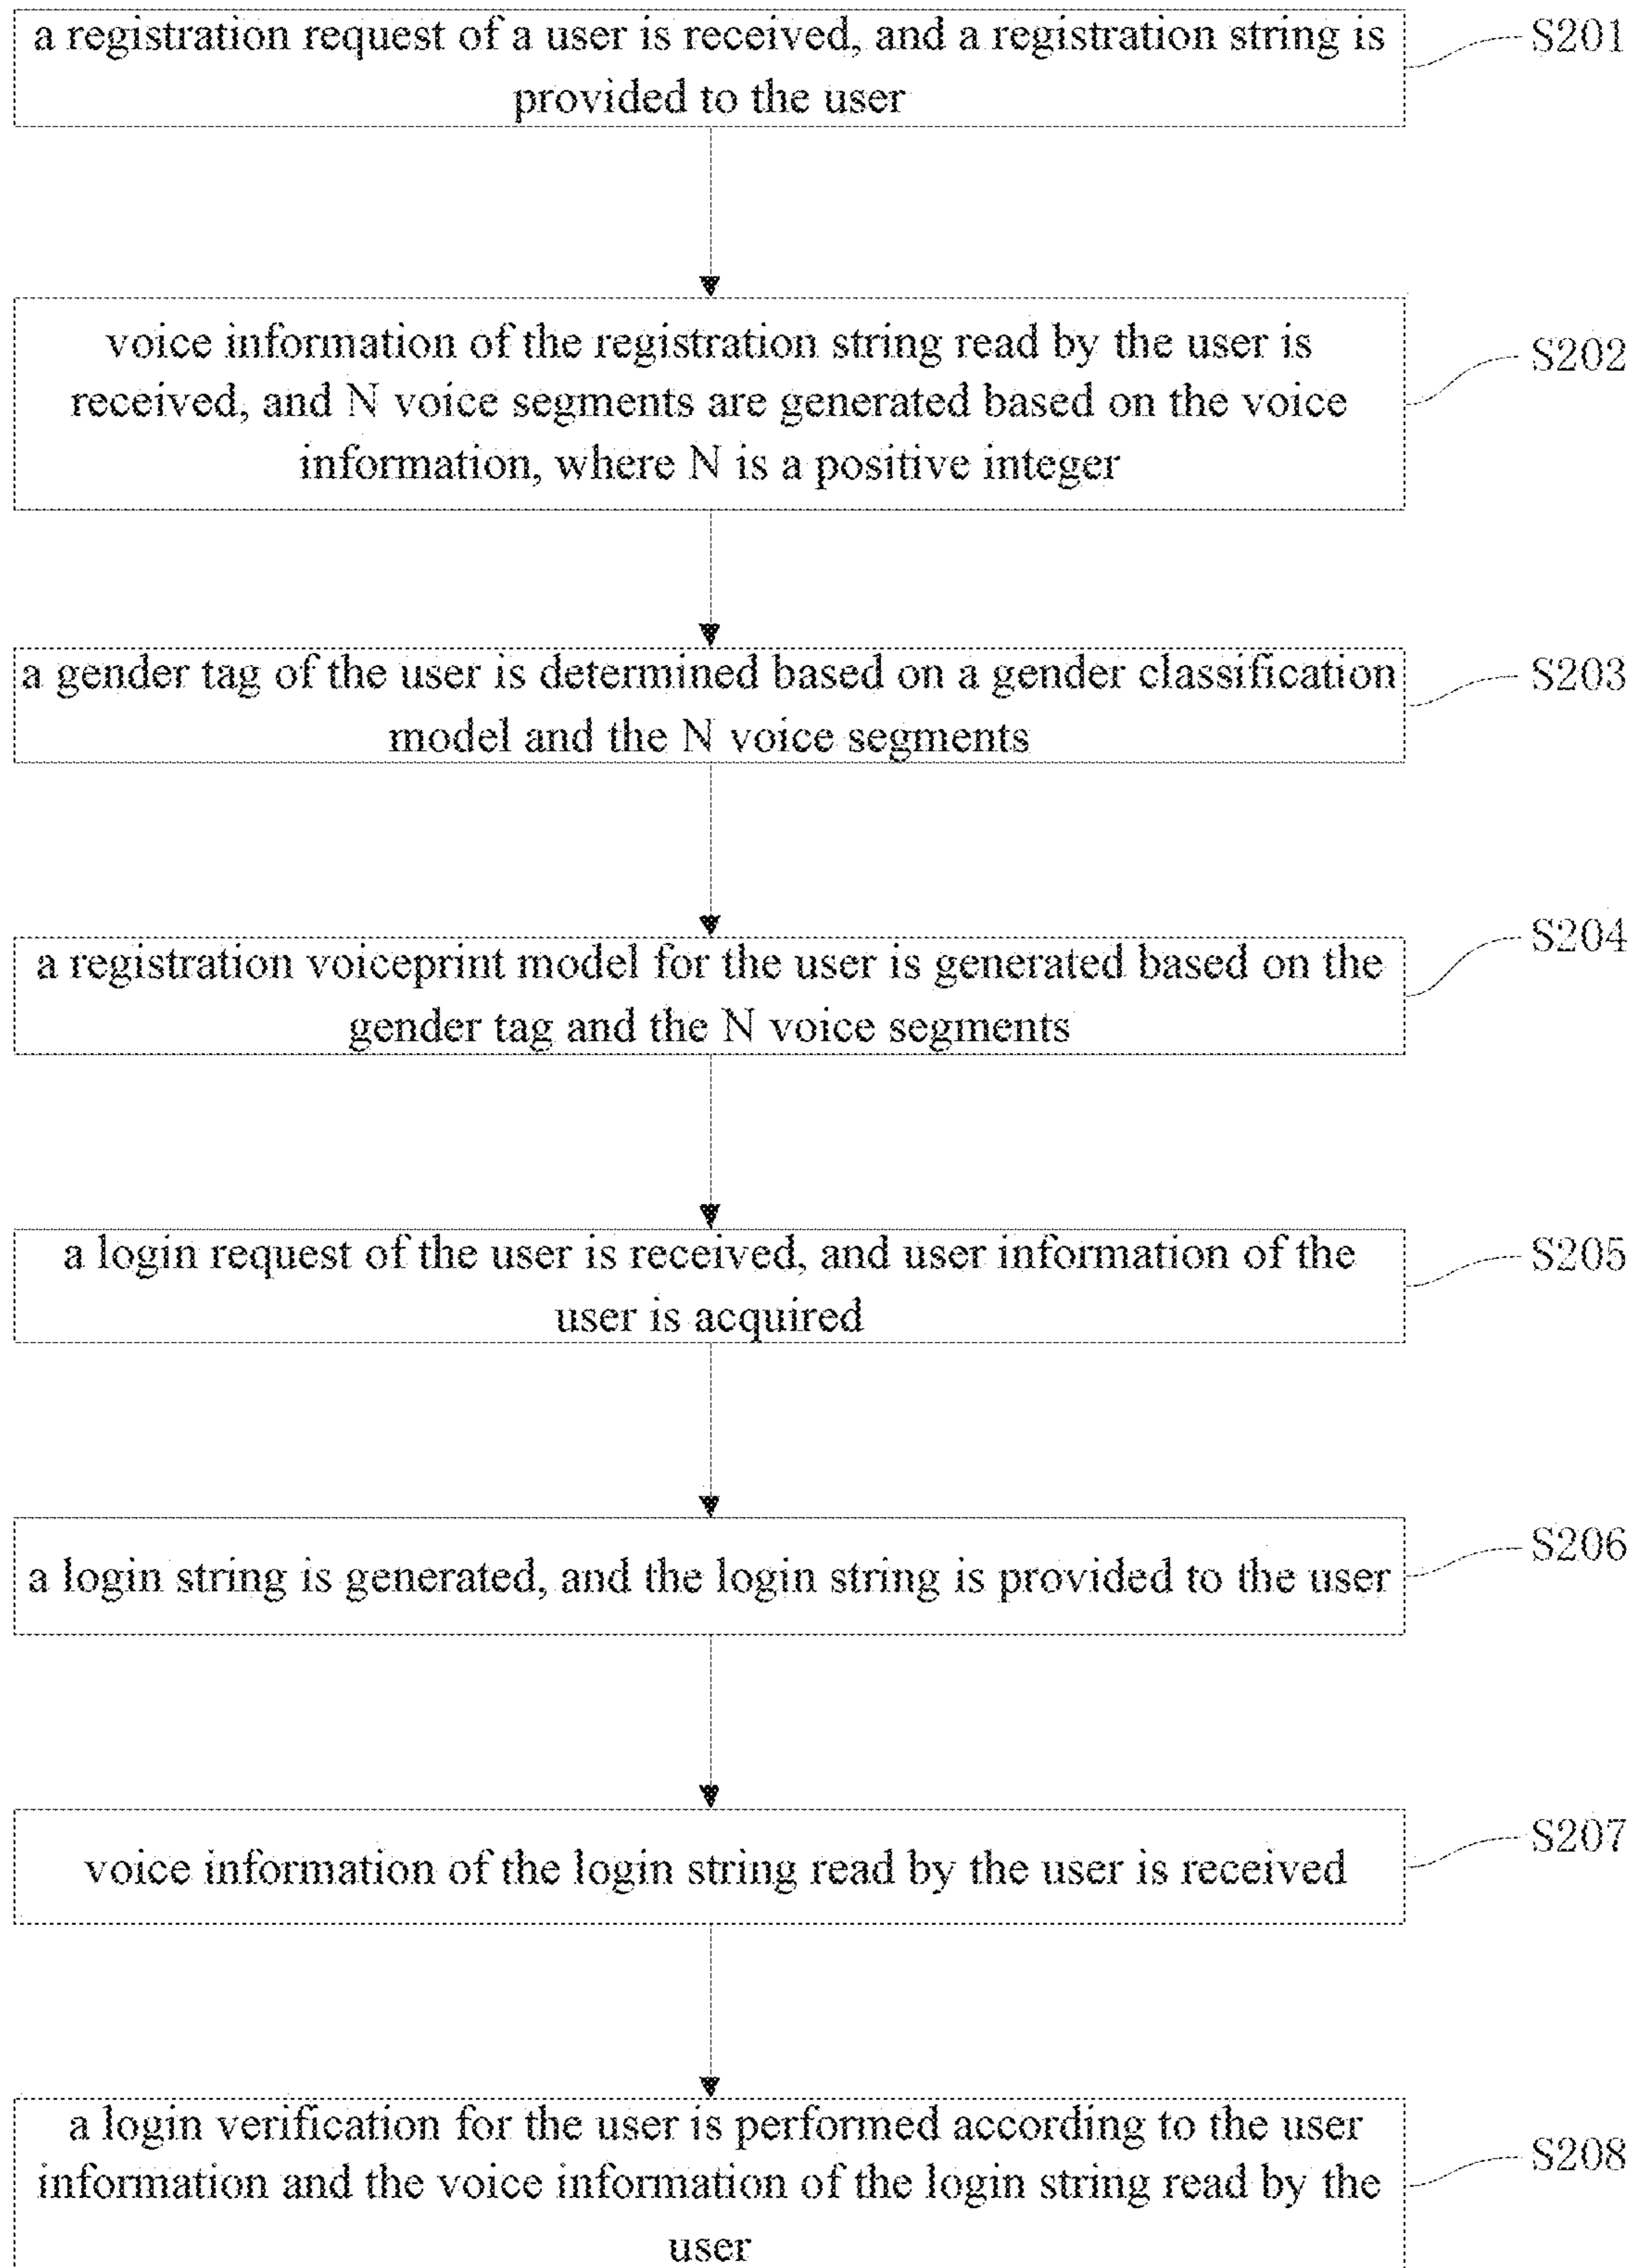 a registration request of a user is received, and a registration string is
provided to the user
S201
voice information of the registration string read by the user is
received, and N voice segments are generated based on the voice
information, where N is a positive integer
S202
a gender tag of the user is determined based on a gender classification
model and the N voice segments
S203
a registration voiceprint model for the user is generated based on the
gender tag and the N voice segments
S204
a login request of the user is received, and user information of the
user is acquired
S205
a login string is generated, and the login string is provided to the user
S206
voice information of the login string read by the user is received
S207
a login verification for the user is performed according to the user
information and the voice information of the login string read by the
user
S208